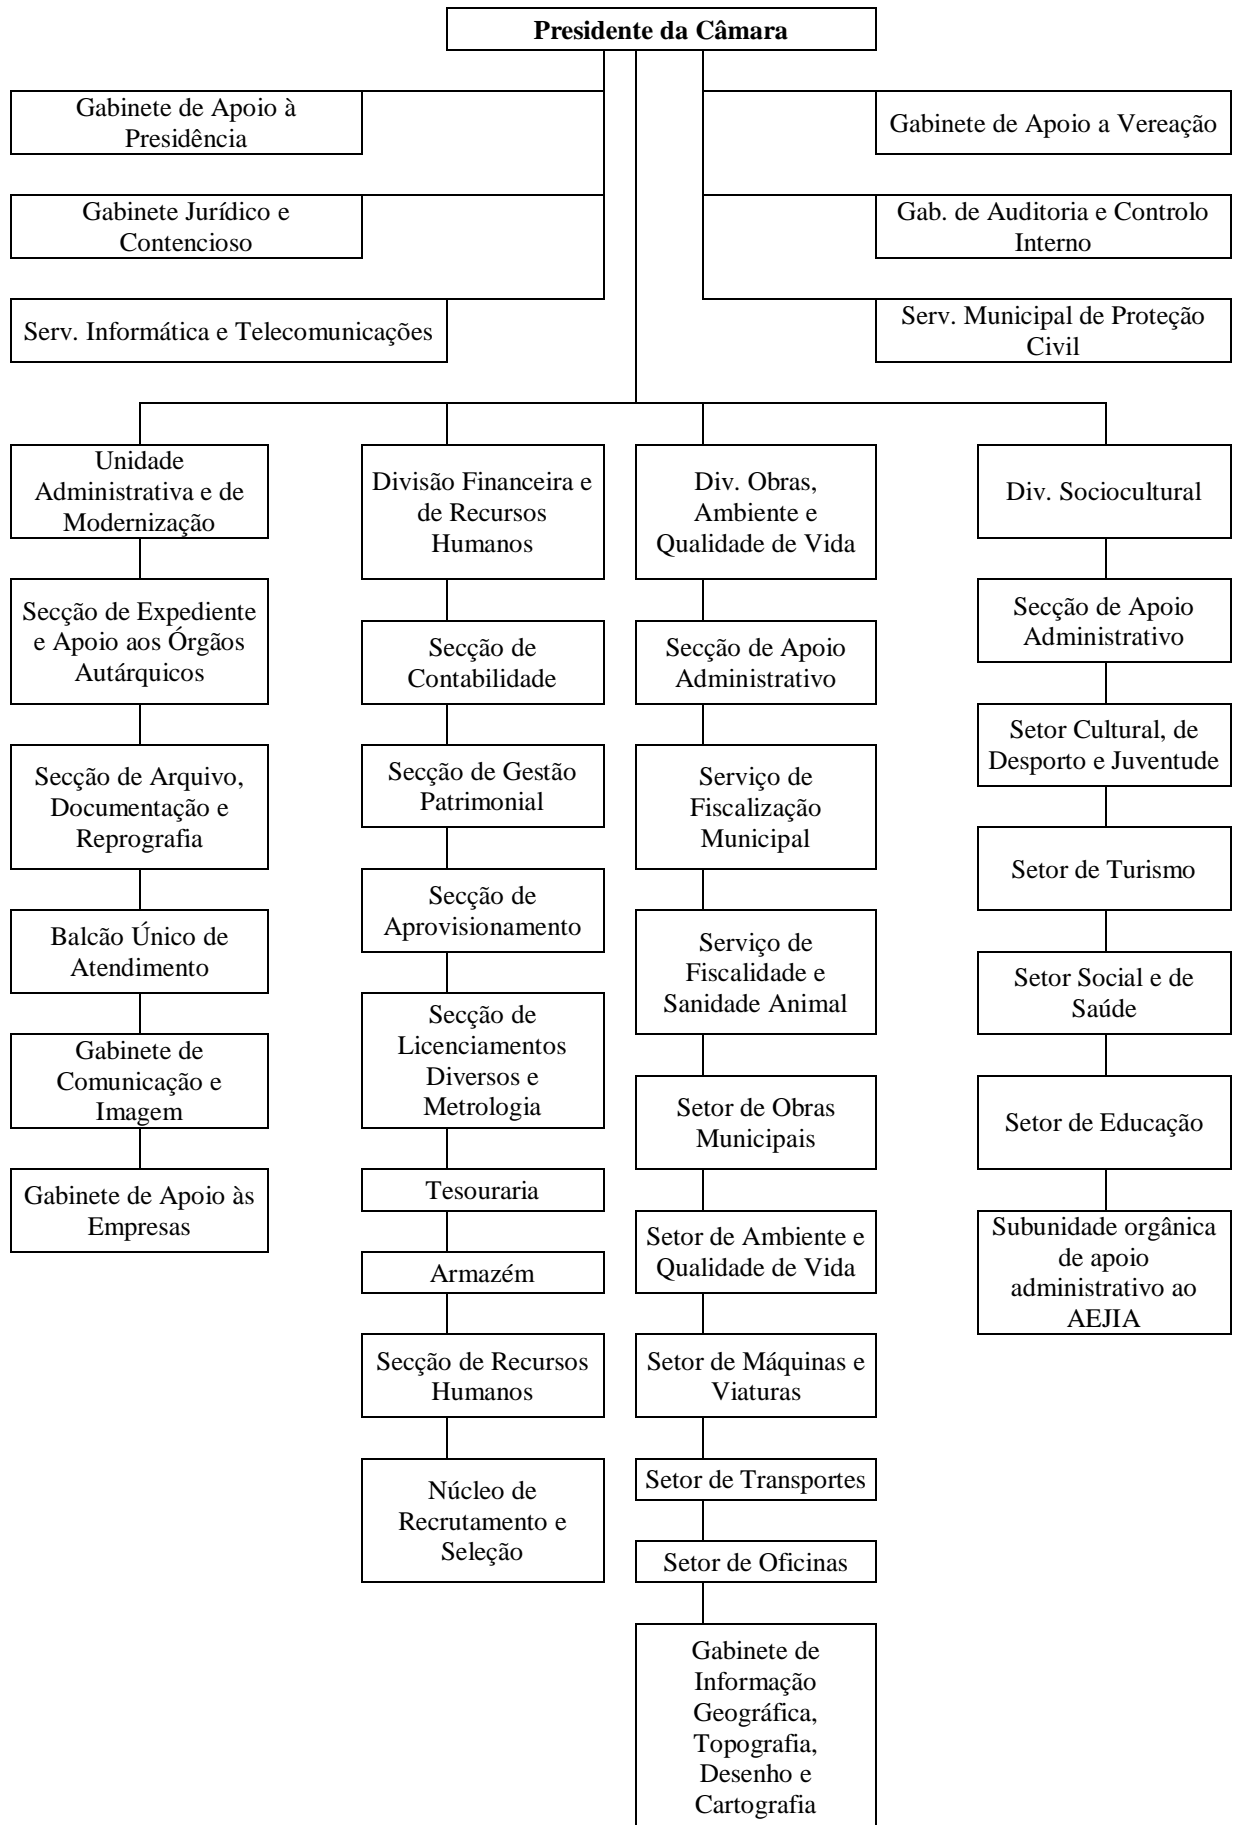 Presidente da Câmara
Gabinete de Apoio à
Presidência
Gabinete de Apoio a Vereação
Gabinete Jurídico e
Contencioso
Gab. de Auditoria e Controlo
Interno
Serv. Informática e Telecomunicações
Serv. Municipal de Proteção
Civil
Unidade
Administrativa e de
Modernização
Secção de Expediente
e Apoio aos Órgãos
Autárquicos
Secção de Arquivo,
Documentação e
Reprografia
Balcão Único de
Atendimento
Gabinete de
Comunicação e
Imagem
Gabinete de Apoio às
Empresas
Divisão Financeira e
de Recursos
Humanos
Secção de
Contabilidade
Secção de Gestão
Patrimonial
Secção de
Aprovisionamento
Secção de
Licenciamentos
Diversos e
Metrologia
Tesouraria
Armazém
Secção de Recursos
Humanos
Núcleo de
Recrutamento e
Seleção
Div. Obras,
Ambiente e
Qualidade de Vida
Secção de Apoio
Administrativo
Serviço de
Fiscalização
Municipal
Serviço de
Fiscalidade e
Sanidade Animal
Setor de Obras
Municipais
Setor de Ambiente e
Qualidade de Vida
Setor de Máquinas e
Viaturas
Setor de Transportes
Setor de Oficinas
Gabinete de
Informação
Geográfica,
Topografia,
Desenho e
Cartografia
Div. Sociocultural
Secção de Apoio
Administrativo
Setor Cultural, de
Desporto e Juventude
Setor de Turismo
Setor Social e de
Saúde
Setor de Educação
Subunidade orgânica
de apoio
administrativo ao
AEJIA